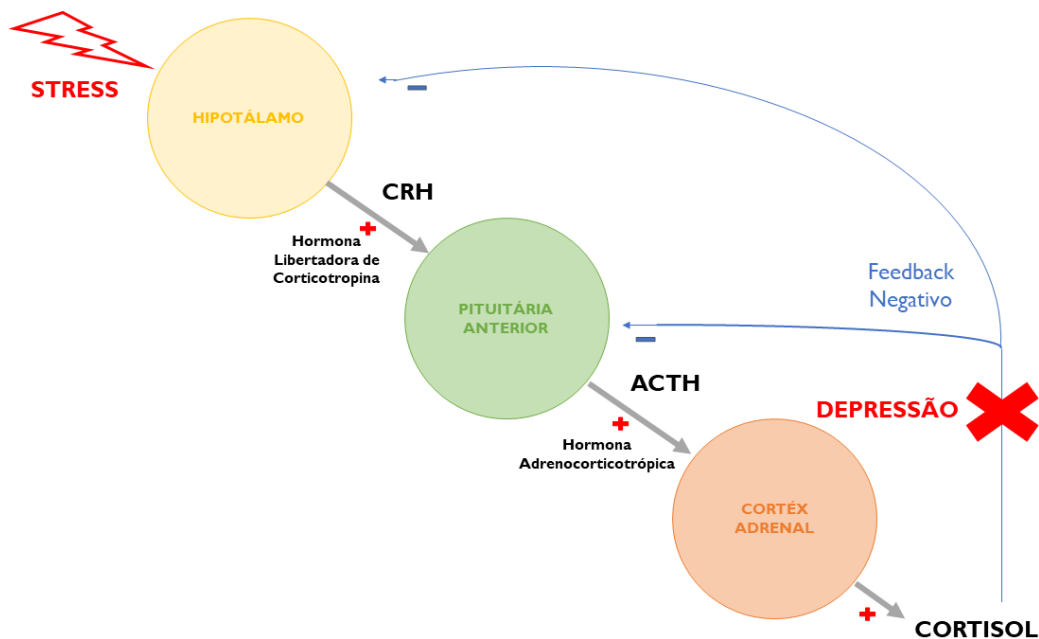 STRESS
HIPOTÁLAMO
CRH
Hormona
Libertadora de
Corticotropina
Feedback
Negativo
PITUITÁRIA
ANTERIOR
ACTH
Hormona
Adrenocorticotrópica
DEPRESSÃO
CORTÉX
ADRENAL
CORTISOL